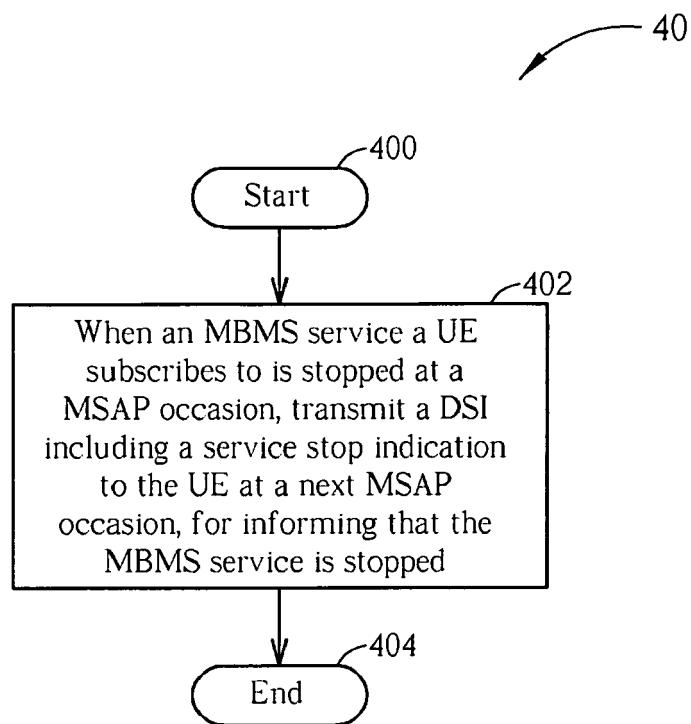 40
400
Start
402
When an MBMS service a UE
subscribes to is stopped at a
MSAP occasion, transmit a DSI
including a service stop indication
to the UE at a next MSAP
occasion, for informing that the
MBMS service is stopped
404
End